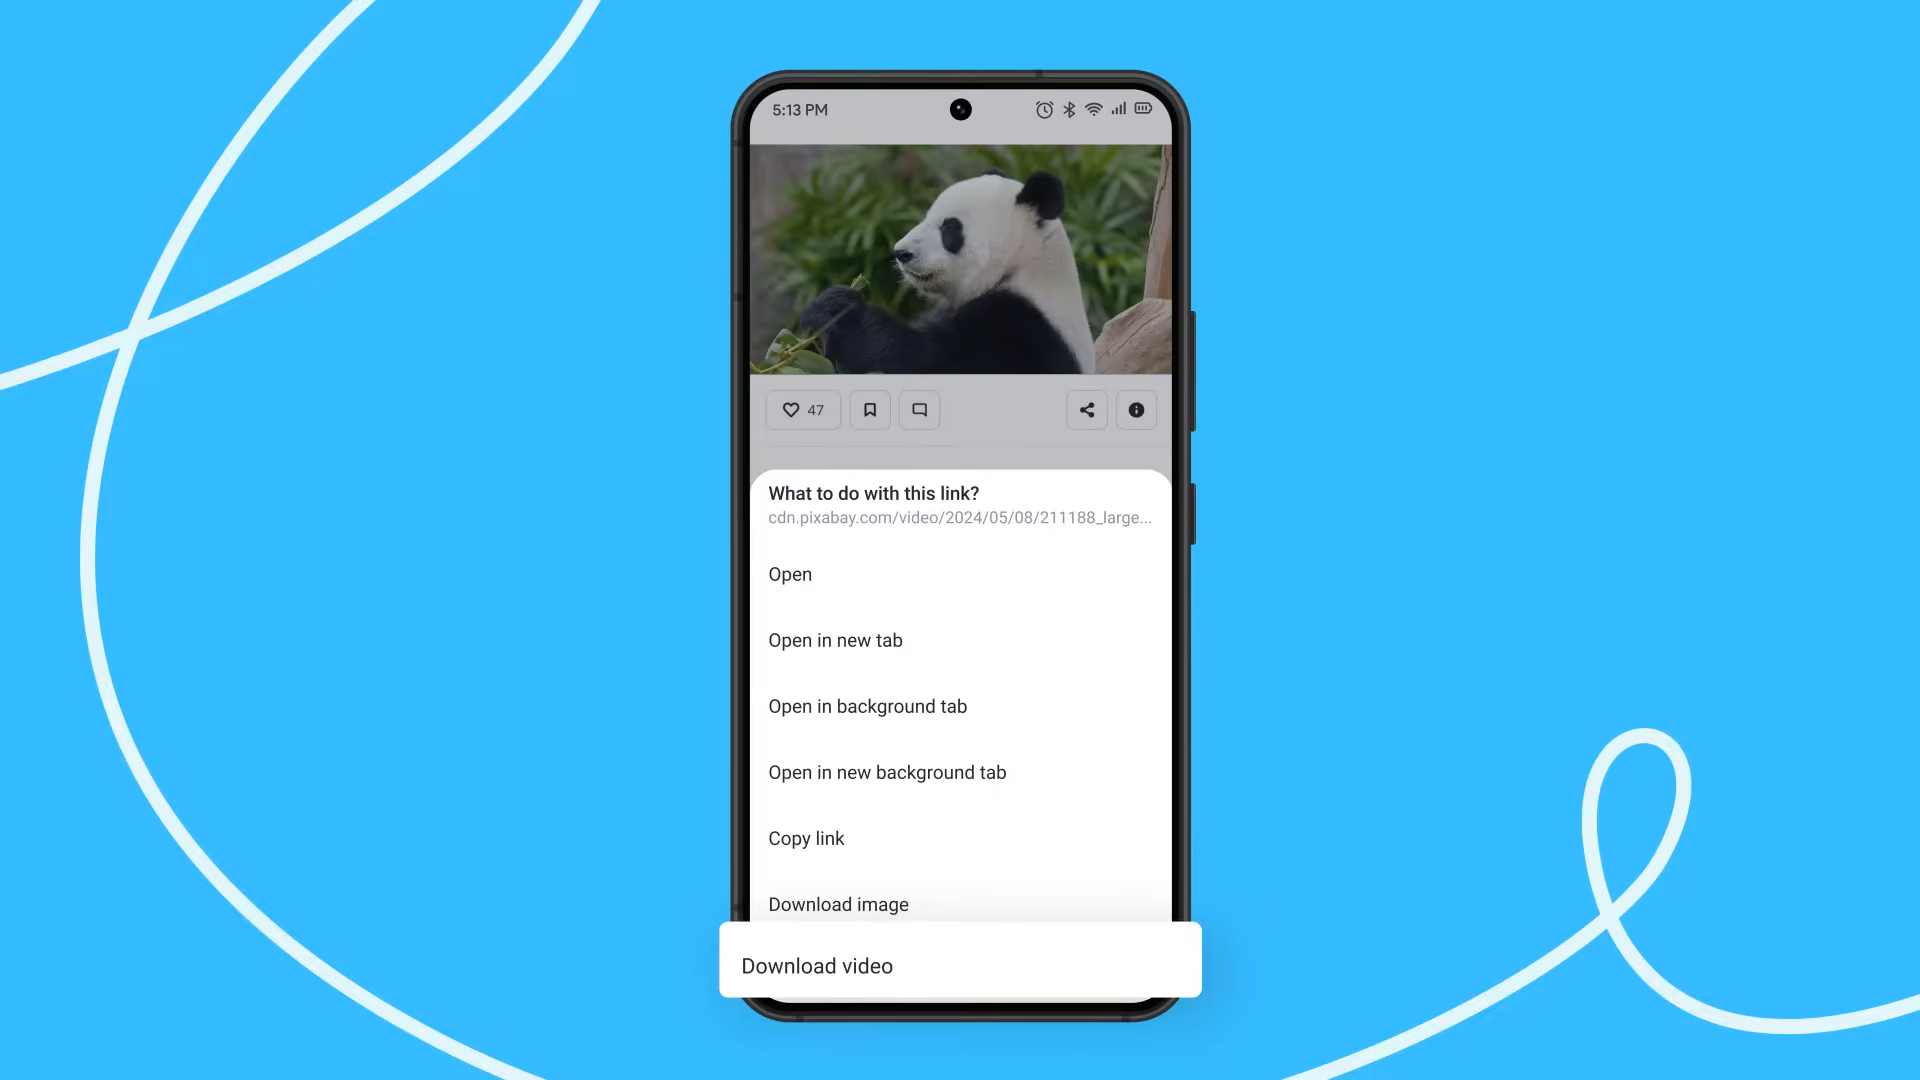 5:13 PM
47
What to do with this link?
cdn.pixabay.com/video/2024/05/08/211188_large...
Open
Open in new tab
Open in background tab
Open in new background tab
Copy link
Download image
Download video